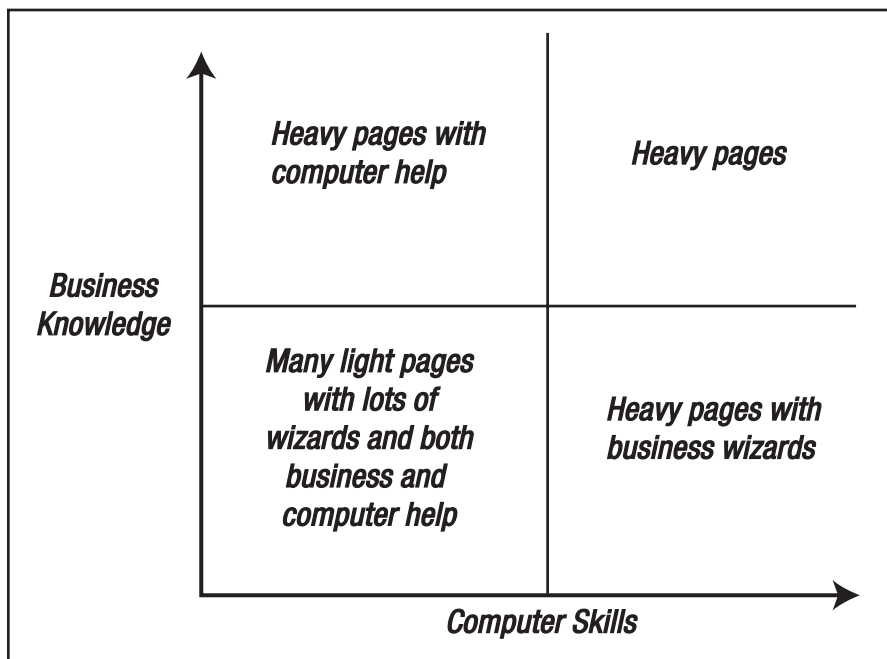 Heavy pages with
computer help
Heavy pages
Business
Knowledge
Many light pages
with lots of
wizards and both
business and
computer help
Heavy pages with
business wizards
Computer Skills